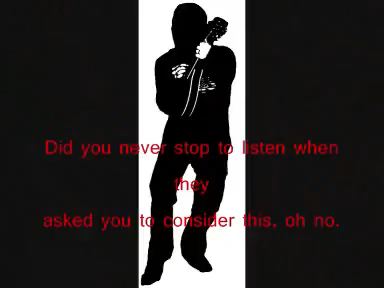 Did you never stop to listen when
they
asked you to consider this, oh no.